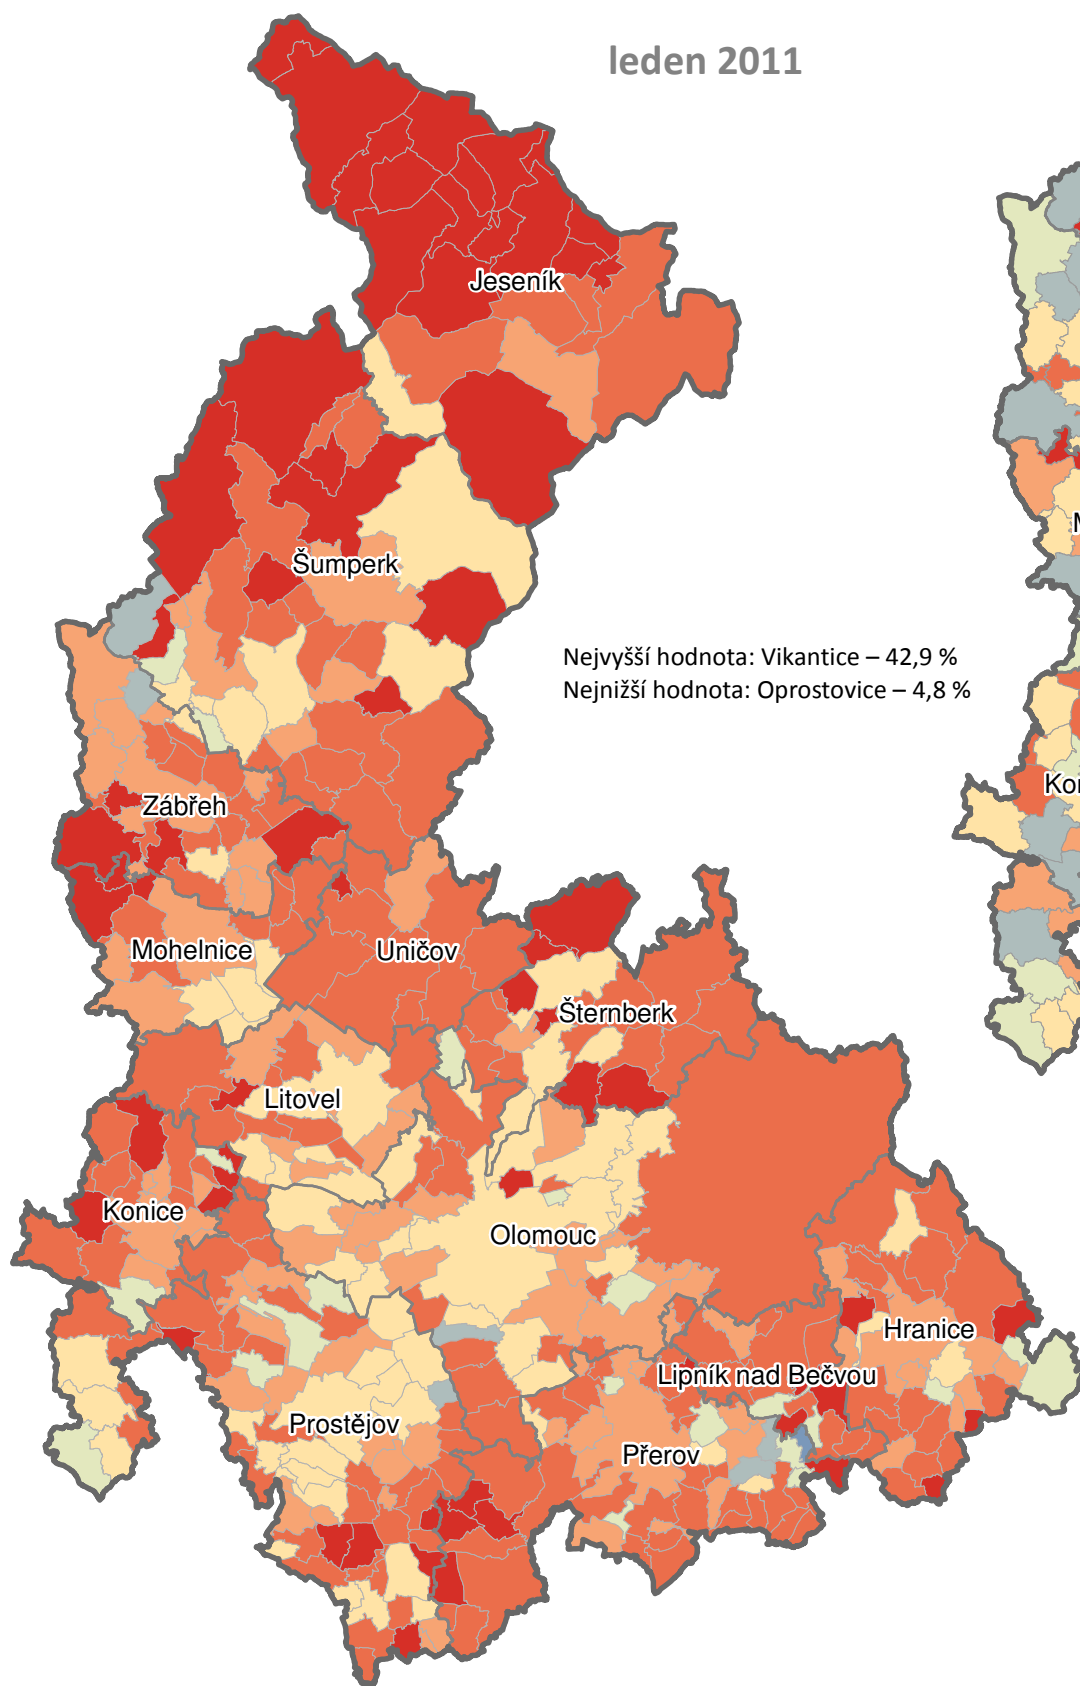 leden 2011
Jeseník
Šumperk
Nejvyšší hodnota: Vikantice – 42,9 %
Nejnižší hodnota: Oprostovice – 4,8 %
Zábřeh
Mohelnice
Uničov
Šternberk
Litovel
Konice
Olomouc
Hranice
Lipník nad Bečvou
Prostějov
Přerov